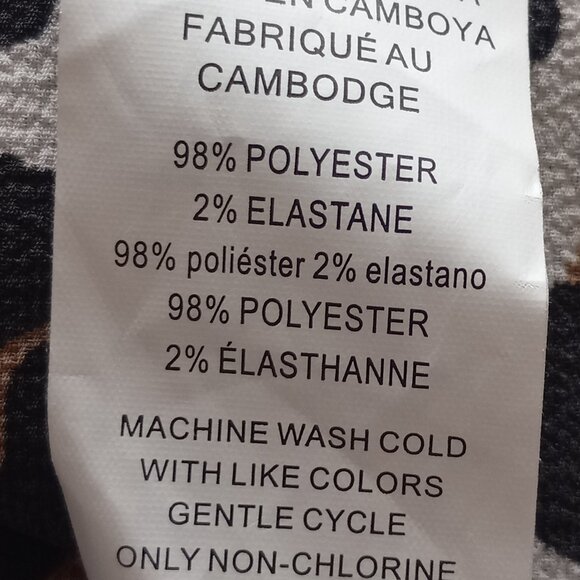 EN CAMBOYA
FABRIQUÉ AU
CAMBODGE
98% POLYESTER
2% ELASTANE
98% poliéster 2% elastano
98% POLYESTER
2% ÉLASTHANNE
MACHINE WASH COLD
WITH LIKE COLORS
GENTLE CYCLE
ONLY NON-CHLORINE